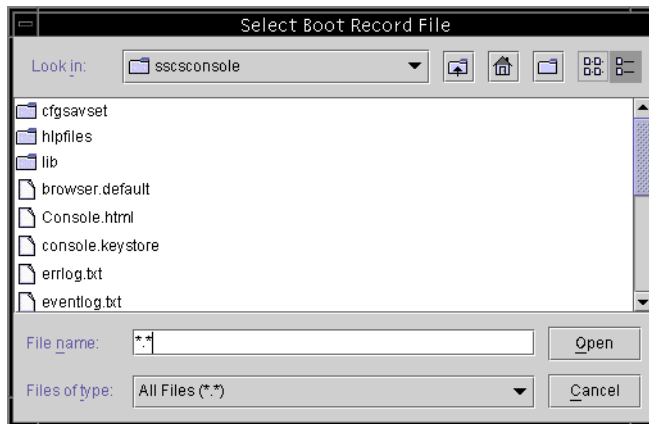 Select Boot Record File
Look in:
sscsconsole
cfgsavset
hlpfiles
lib
browser.default
Console.html
console.keystore
errlog.txt
eventlog.txt
File name:
*.*
Open
Files of type:
All Files (*.*)
Cancel